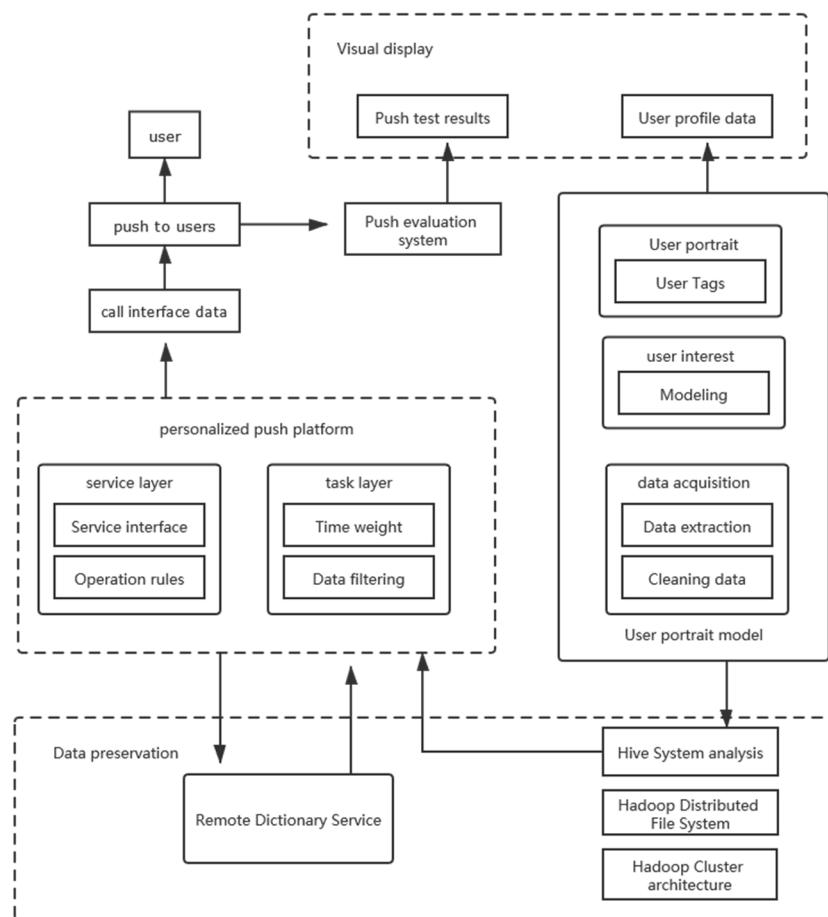 Visual display
Push test results
User profile data
user
push to users
Push evaluation
system
call interface data
User portrait
User Tags
user interest
Modeling
data acquisition
Data extraction
Cleaning data
User portrait model
personalized push platform
service layer
Service interface
Operation rules
task layer
Time weight
Data filtering
Data preservation
Remote Dictionary Service
Hive System analysis
Hadoop Distributed
File System
Hadoop Cluster
architecture